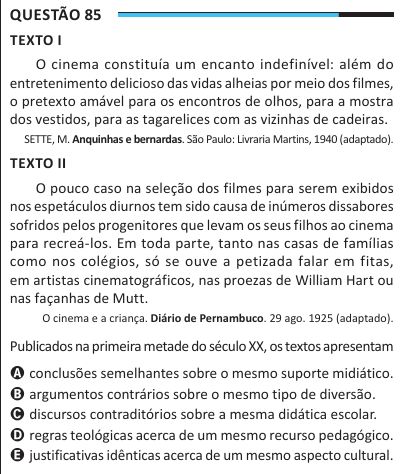 QUESTÃO 85
TEXTO I
O cinema constituía um encanto indefinível: além do
entretenimento delicioso das vidas alheias por meio dos filmes,
o pretexto amável para os encontros de olhos, para a mostra
dos vestidos, para as tagarelices com as vizinhas de cadeiras.
SETTE, M. Anquinhas e bernardas. São Paulo: Livraria Martins, 1940 (adaptado).
TEXTO II
O pouco caso na seleção dos filmes para serem exibidos
nos espetáculos diurnos tem sido causa de inúmeros dissabores
sofridos pelos progenitores que levam os seus filhos ao cinema
para recreá-los. Em toda parte, tanto nas casas de famílias
como nos colégios, só se ouve a petizada falar em fitas,
em artistas cinematográficos, nas proezas de William Hart ou
nas façanhas de Mutt.
O cinema e a criança. Diário de Pernambuco. 29 ago. 1925 (adaptado).
Publicados na primeira metade do século XX, os textos apresentam
A conclusões semelhantes sobre o mesmo suporte midiático.
B argumentos contrários sobre o mesmo tipo de diversão.
C discursos contraditórios sobre a mesma didática escolar.
D regras teológicas acerca de um mesmo recurso pedagógico.
E justificativas idênticas acerca de um mesmo aspecto cultural.